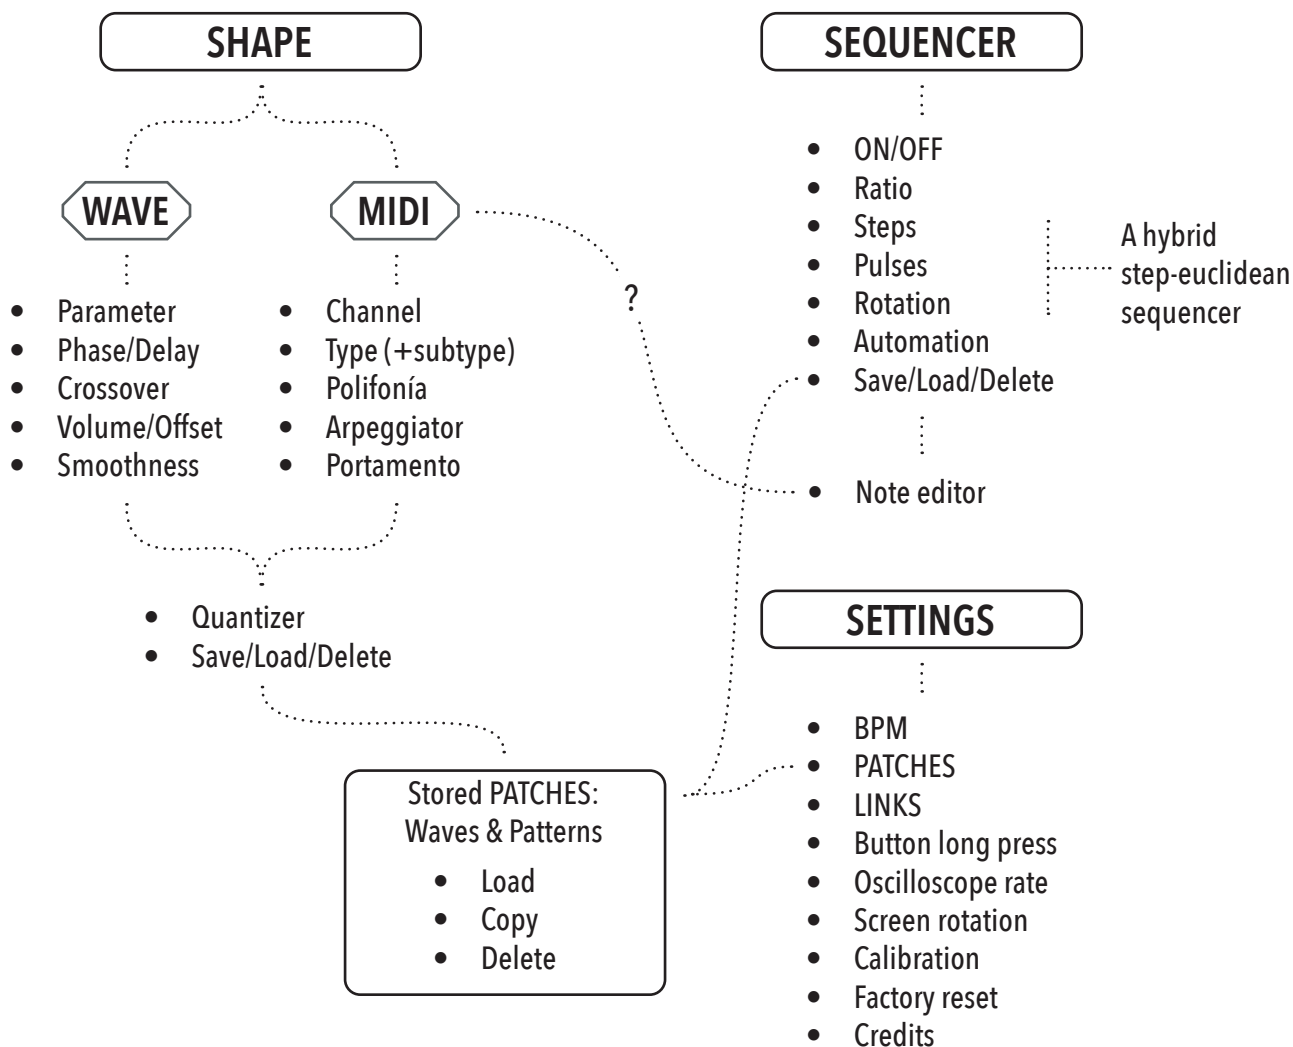 SHAPE
WAVE
• Parameter
• Phase/Delay
• Crossover
• Volume/Offset
• Smoothness
MIDI
• Channel
• Type (+subtype)
• Polifonía
• Arpeggiator
• Portamento
?
• Quantizer
• Save/Load/Delete
Stored PATCHES:
Waves & Patterns
• Load
• Copy
• Delete
SEQUENCER
• ON/OFF
• Ratio
• Steps
• Pulses
• Rotation
• Automation
• Save/Load/Delete
A hybrid
step-euclidean
sequencer
• Note editor
SETTINGS
• BPM
• PATCHES
• LINKS
• Button long press
• Oscilloscope rate
• Screen rotation
• Calibration
• Factory reset
• Credits